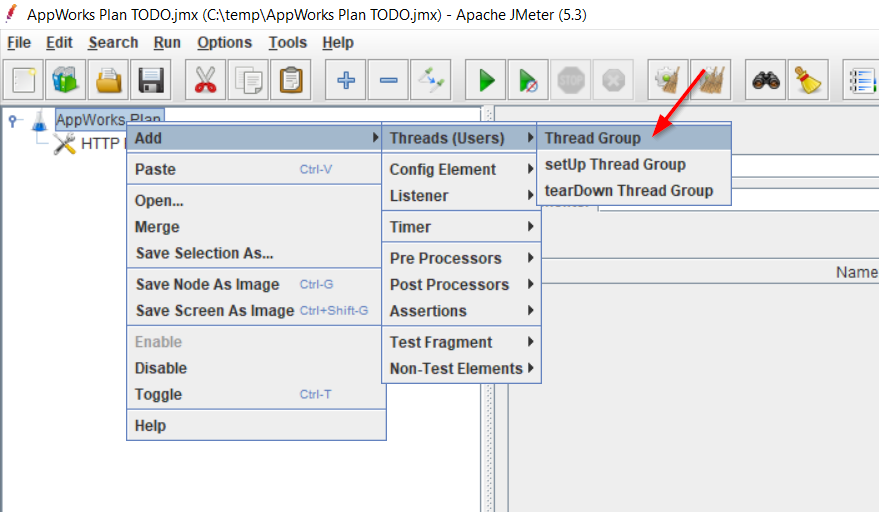 AppWorks Plan TODO.jmx (C:\temp\AppWorks Plan TODO.jmx) - Apache JMeter (5.3)
File Edit Search Run Options Tools Help
STOP
AppWorks Plan
HTTP
Add
Paste Ctrl-V
Open...
Merge
Save Selection As...
Save Node As Image Ctrl-G
Save Screen As Image Ctrl+Shift-G
Enable
Disable
Toggle Ctrl-T
Help
Threads (Users)
Config Element
Listener
Timer
Pre Processors
Post Processors
Assertions
Test Fragment
Non-Test Elements
Thread Group
setUp Thread Group
tearDown Thread Group
Name